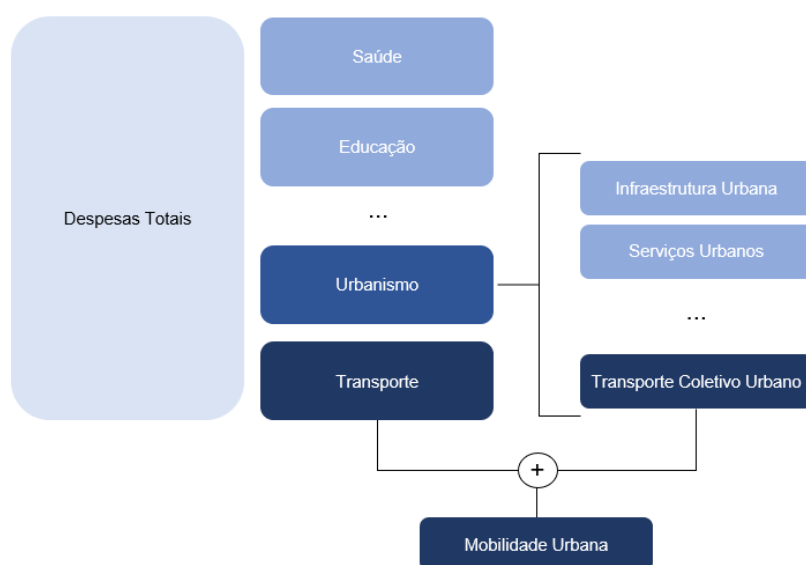 Despesas Totais
Saúde
Educação
...
Urbanismo
Transporte
Infraestrutura Urbana
Serviços Urbanos
...
Transporte Coletivo Urbano
+
Mobilidade Urbana